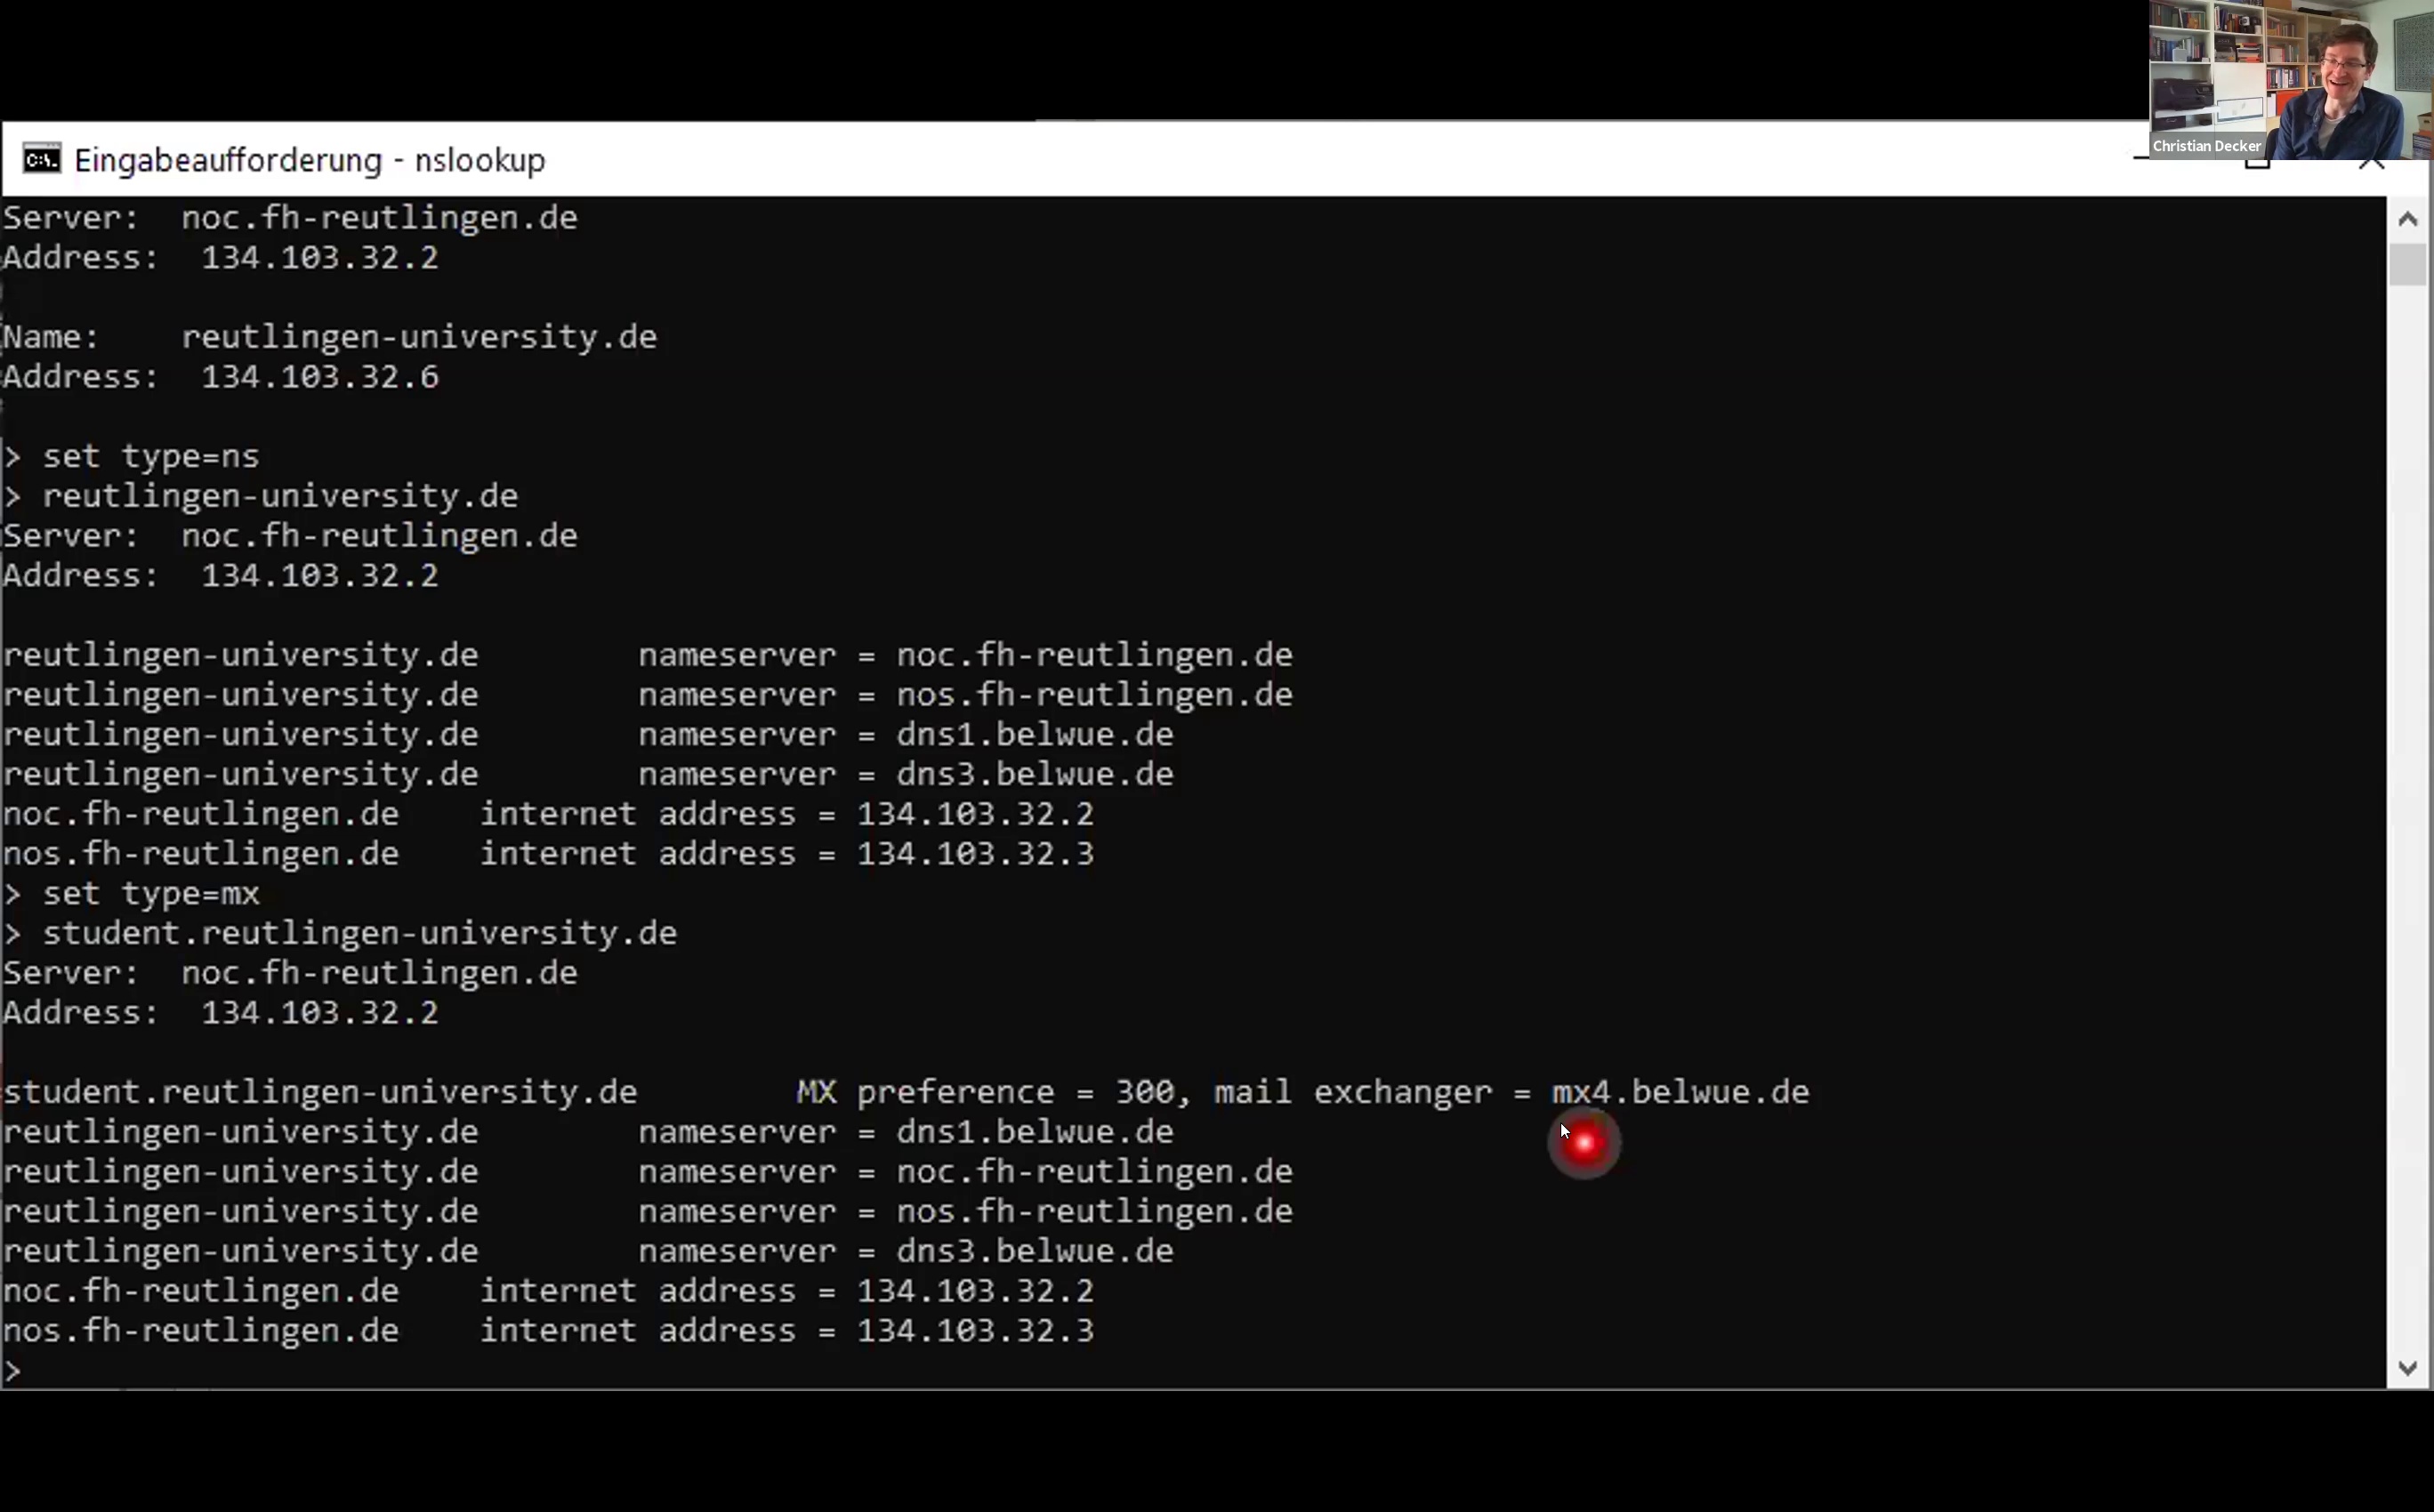 Christian Decker
Eingabeaufforderung - nslookup
Server:  noc.fh-reutlingen.de
Address:  134.103.32.2
Name:    reutlingen-university.de
Address:  134.103.32.6
> set type=ns
> reutlingen-university.de
Server:  noc.fh-reutlingen.de
Address:  134.103.32.2
reutlingen-university.de        nameserver = noc.fh-reutlingen.de
reutlingen-university.de        nameserver = nos.fh-reutlingen.de
reutlingen-university.de        nameserver = dns1.belwue.de
reutlingen-university.de        nameserver = dns3.belwue.de
noc.fh-reutlingen.de    internet address = 134.103.32.2
nos.fh-reutlingen.de    internet address = 134.103.32.3
> set type=mx
> student.reutlingen-university.de
Server:  noc.fh-reutlingen.de
Address:  134.103.32.2
student.reutlingen-university.de        MX preference = 300, mail exchanger = mx4.belwue.de
reutlingen-university.de        nameserver = dns1.belwue.de
reutlingen-university.de        nameserver = noc.fh-reutlingen.de
reutlingen-university.de        nameserver = nos.fh-reutlingen.de
reutlingen-university.de        nameserver = dns3.belwue.de
noc.fh-reutlingen.de    internet address = 134.103.32.2
nos.fh-reutlingen.de    internet address = 134.103.32.3
>